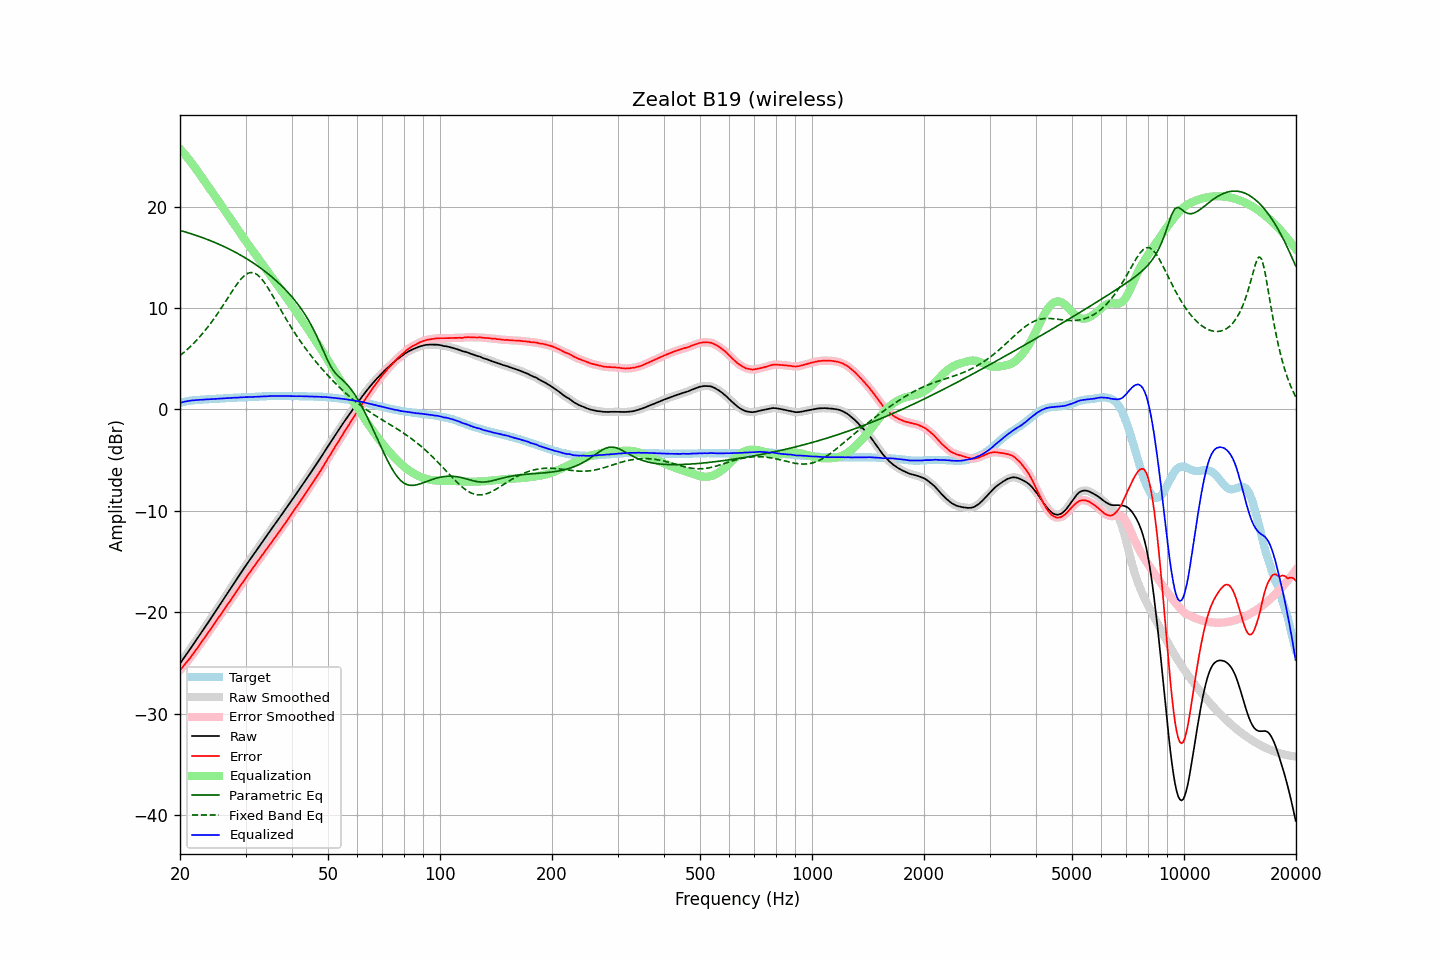 Zealot B19 (wireless)
Amplitude (dBr)
20
10
0
−10
−20
−30
−40
Target
Raw Smoothed
Error Smoothed
Raw
Error
Equalization
Parametric Eq
Fixed Band Eq
Equalized
20 50 100 200 500 1000 2000 5000 10000 20000
Frequency (Hz)